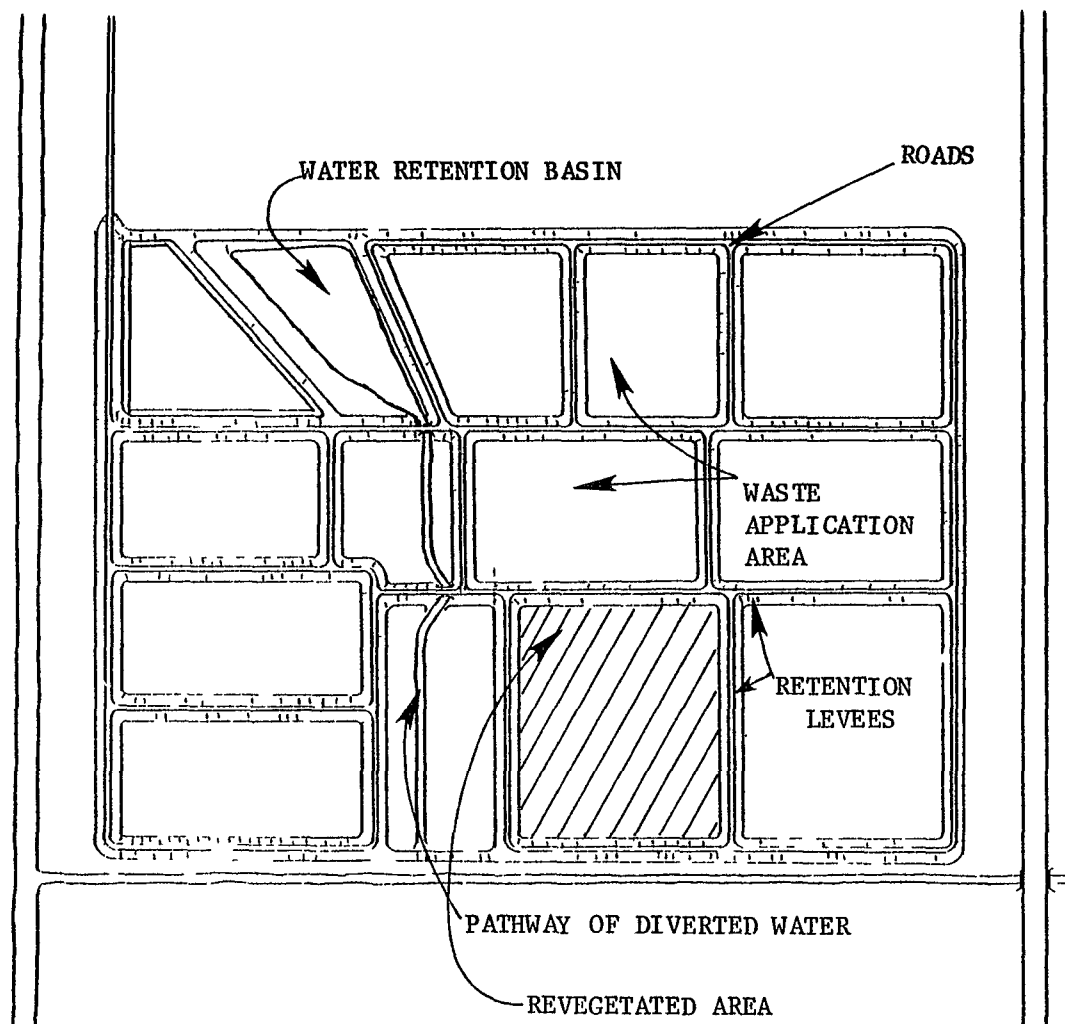 WATER RETENTION BASIN
ROADS
WASTE
APPLICATION
AREA
RETENTION
LEVEES
PATHWAY OF DIVERTED WATER
REVEGETATED AREA